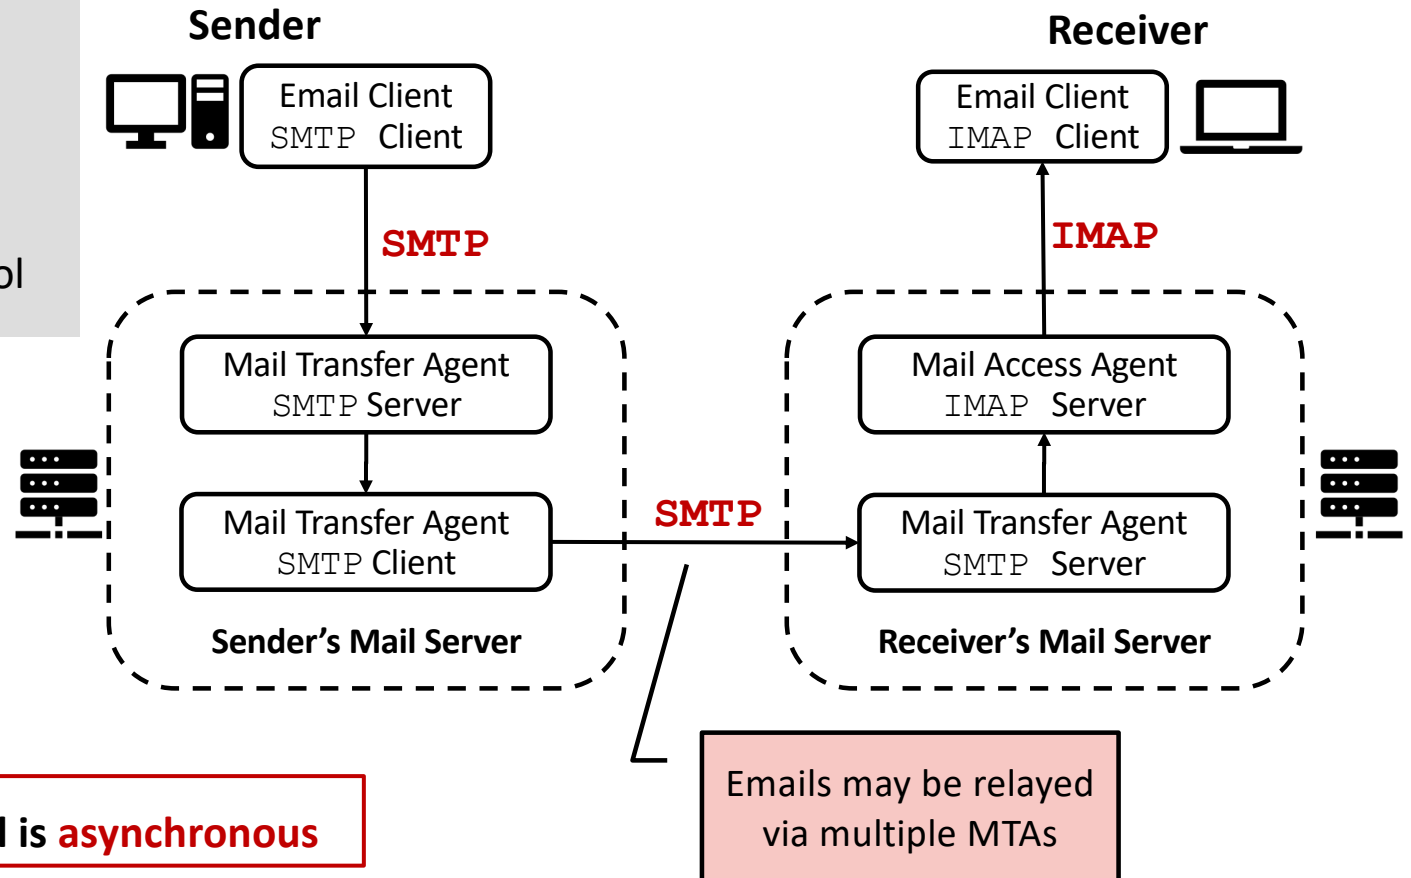 Sender
Receiver
Email Client
SMTP Client
Email Client
IMAP Client
SMTP
IMAP
ol
Mail Transfer Agent
SMTP Server
Mail Access Agent
IMAP Server
SMTP
Mail Transfer Agent
SMTP Client
Mail Transfer Agent
SMTP Server
Sender’s Mail Server
Receiver’s Mail Server
Emails may be relayed
via multiple MTAs
l is asynchronous